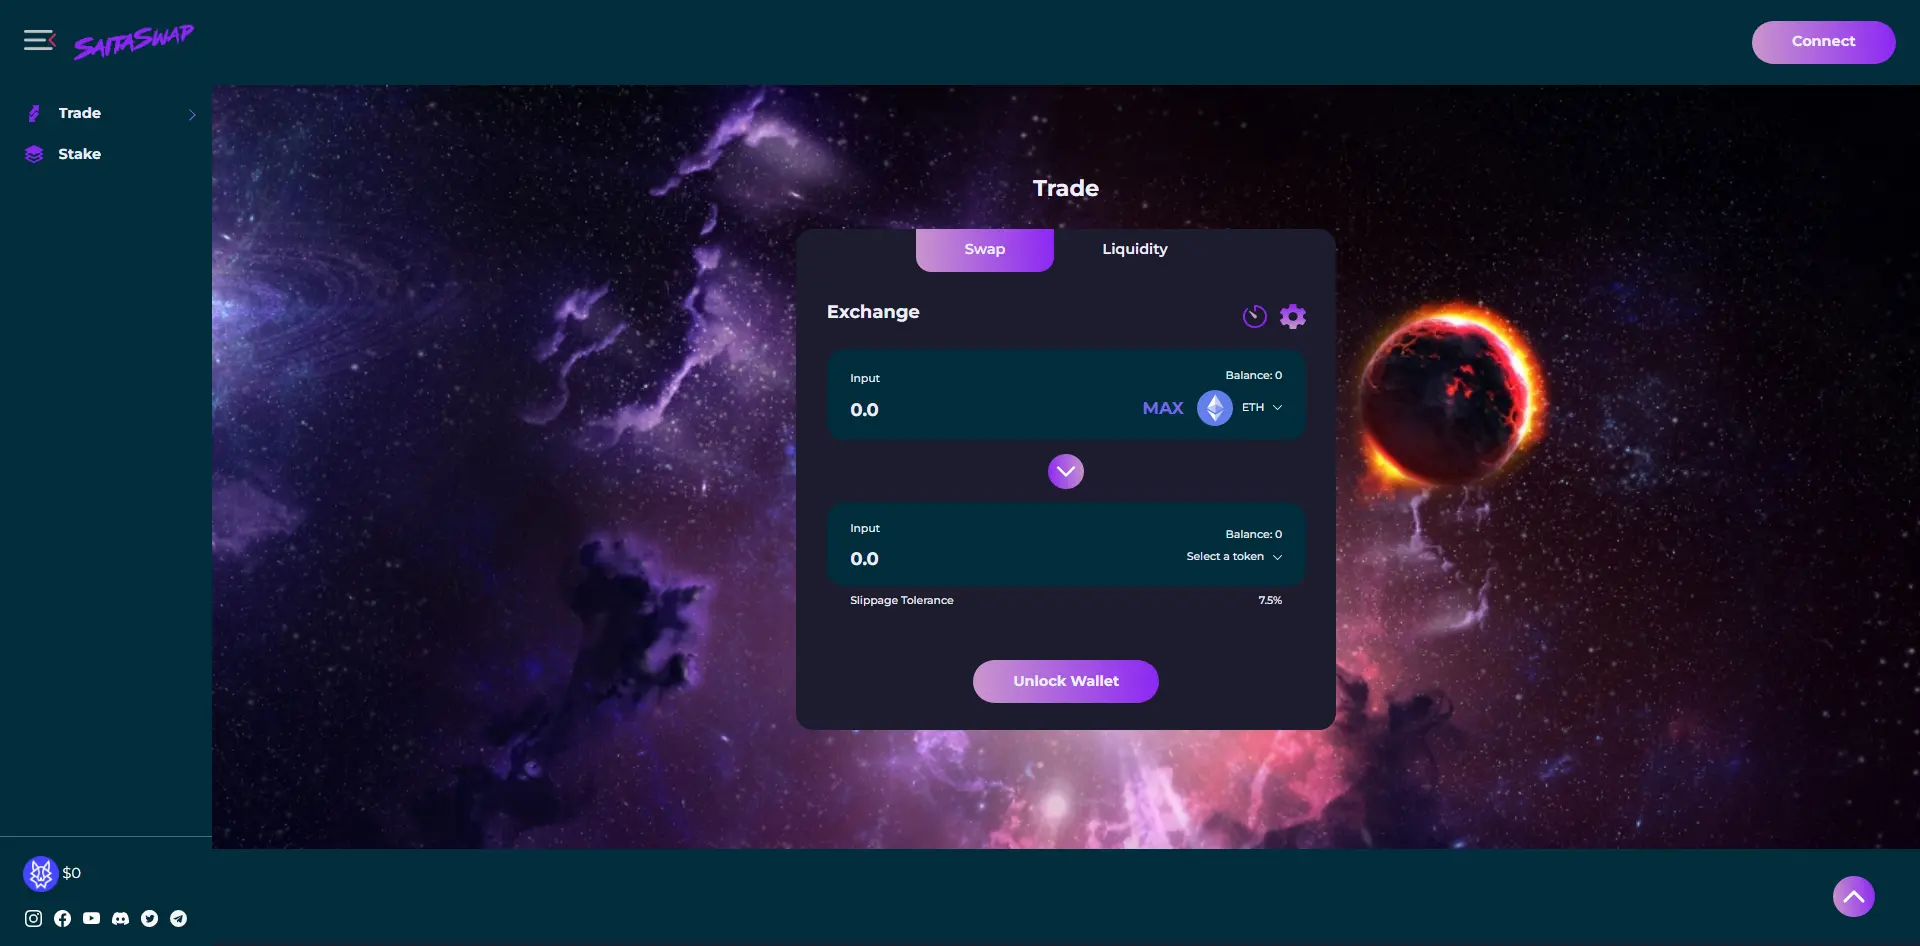 SAITASWAP
Connect
Trade
Stake
Trade
Swap
Liquidity
Exchange
Input
Balance: 0
0.0
MAX
ETH
Input
Balance: 0
0.0
Select a token
Slippage Tolerance
7.5%
Unlock Wallet
$0